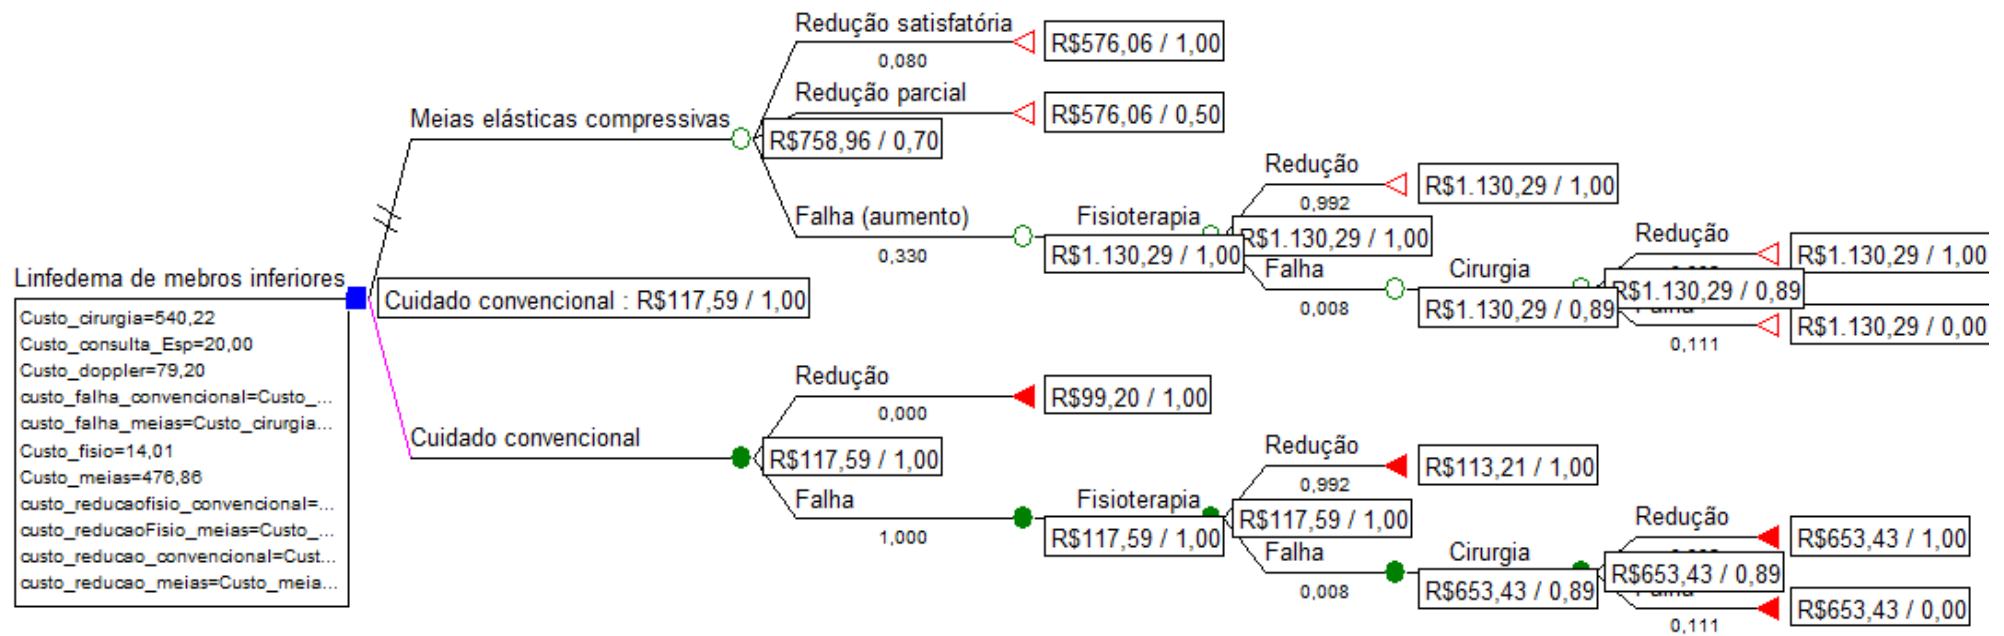 Redução satisfatória
R$576,06 / 1,00
0,080
Redução parcial
R$576,06 / 0,50
Meias elásticas compressivas
R$758,96 / 0,70
Falha (aumento)
0,330
Fisioterapia
R$1.130,29 / 1,00
Redução
0,992
R$1.130,29 / 1,00
R$1.130,29 / 1,00
Falha
0,008
Cirurgia
R$1.130,29 / 0,89
Redução
R$1.130,29 / 1,00
R$1.130,29 / 0,89
R$1.130,29 / 0,00
0,111
Linfedema de mebros inferiores
Cuidado convencional : R$117,59 / 1,00
Custo_cirurgia=540,22
Custo_consulta_Esp=20,00
Custo_doppler=79,20
custo_falha_convencional=Custo_...
custo_falha_meias=Custo_cirurgia...
Custo_fisio=14,01
Custo_meias=476,86
custo_reducaofisio_convencional=...
custo_reducaoFisio_meias=Custo_...
custo_reducao_convencional=Cust...
custo_reducao_meias=Custo_meia...
Cuidado convencional
R$117,59 / 1,00
Redução
0,000
R$99,20 / 1,00
Falha
1,000
Fisioterapia
R$117,59 / 1,00
Redução
0,992
R$113,21 / 1,00
R$117,59 / 1,00
Falha
0,008
Cirurgia
R$653,43 / 0,89
Redução
R$653,43 / 1,00
R$653,43 / 0,89
R$653,43 / 0,00
0,111